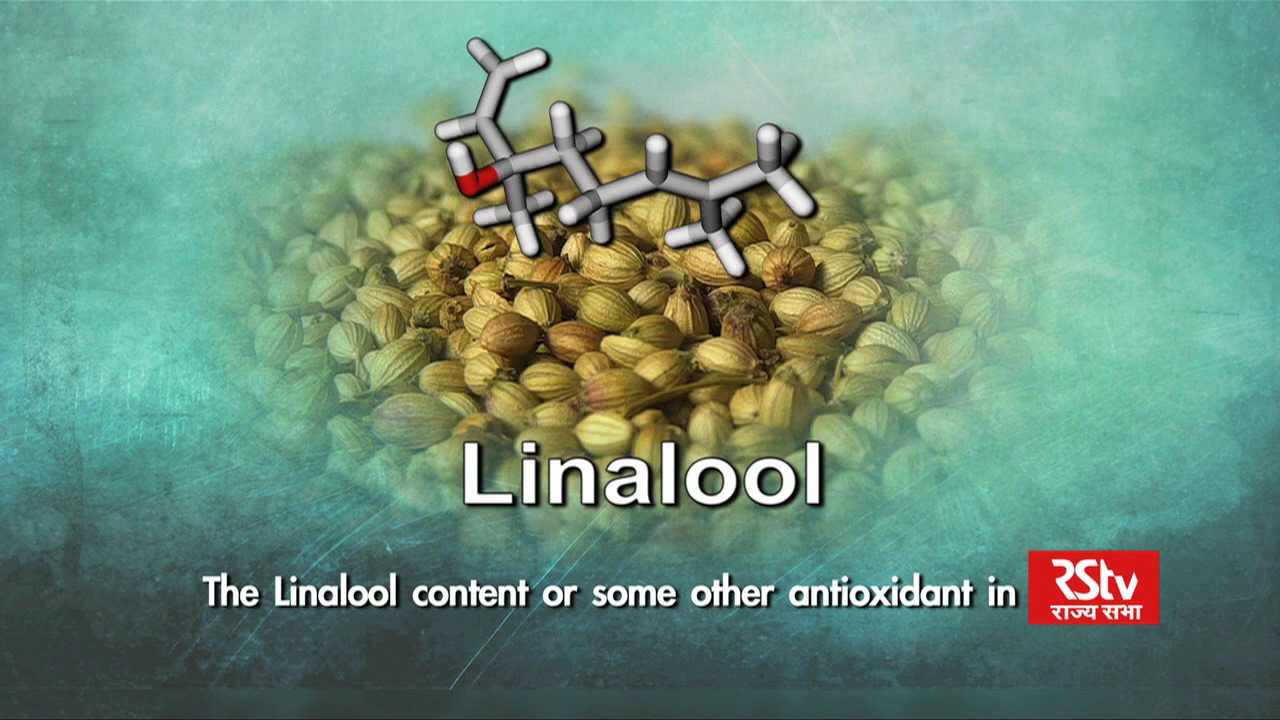 Linalool
The Linalool content or some other antioxidant in
RSTV
राज्य सभा